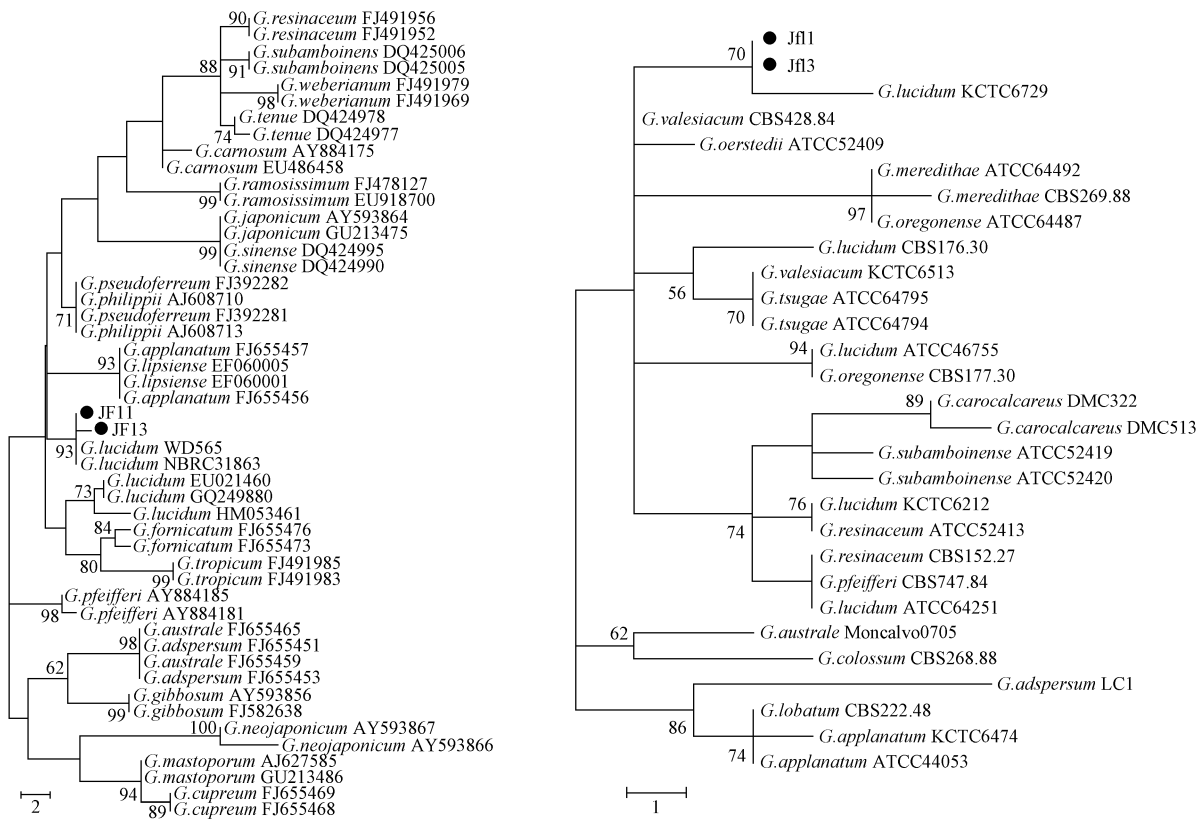 90
G.resinaceum FJ491956
G.resinaceum FJ491952
G.subamboinens DQ425006
88
91
G.subamboinens DQ425005
G.weberianum FJ491979
98
G.weberianum FJ491969
G.tenue DQ424978
74
G.tenue DQ424977
G.carnosum AY884175
G.carnosum EU486458
G.ramosissimum FJ478127
99
G.ramosissimum EU918700
G.japonicum AY593864
G.japonicum GU213475
99
G.sinense DQ424995
G.sinense DQ424990
G.pseudoferreum FJ392282
G.philippii AJ608710
71
G.pseudoferreum FJ392281
G.philippii AJ608713
G.applanatum FJ655457
93
G.lipsiense EF060005
G.lipsiense EF060001
G.applanatum FJ655456
JF11
JF13
93
G.lucidum WD565
G.lucidum NBRC31863
G.lucidum EU021460
73
G.lucidum GQ249880
G.lucidum HM053461
84
G.fornicatum FJ655476
G.fornicatum FJ655473
80
G.tropicum FJ491985
99
G.tropicum FJ491983
G.pfeifferi AY884185
98
G.pfeifferi AY884181
G.australe FJ655465
98
G.adspersum FJ655451
G.australe FJ655459
62
G.adspersum FJ655453
G.gibbosum AY593856
99
G.gibbosum FJ582638
100
G.neojaponicum AY593867
G.neojaponicum AY593866
G.mastoporum AJ627585
G.mastoporum GU213486
94
G.cupreum FJ655469
89
G.cupreum FJ655468
2
Jfl1
70
Jfl3
G.lucidum KCTC6729
G.valesiacum CBS428.84
G.oerstedii ATCC52409
G.meredithae ATCC64492
G.meredithae CBS269.88
97
G.oregonense ATCC64487
G.lucidum CBS176.30
G.valesiacum KCTC6513
56
G.tsugae ATCC64795
70
G.tsugae ATCC64794
94
G.lucidum ATCC46755
G.oregonense CBS177.30
89
G.carocalcareus DMC322
G.carocalcareus DMC513
G.subamboinense ATCC52419
G.subamboinense ATCC52420
76
G.lucidum KCTC6212
74
G.resinaceum ATCC52413
G.resinaceum CBS152.27
G.pfeifferi CBS747.84
G.lucidum ATCC64251
62
G.australe Moncalvo0705
G.colossum CBS268.88
G.adspersum LC1
86
G.lobatum CBS222.48
G.applanatum KCTC6474
74
G.applanatum ATCC44053
1